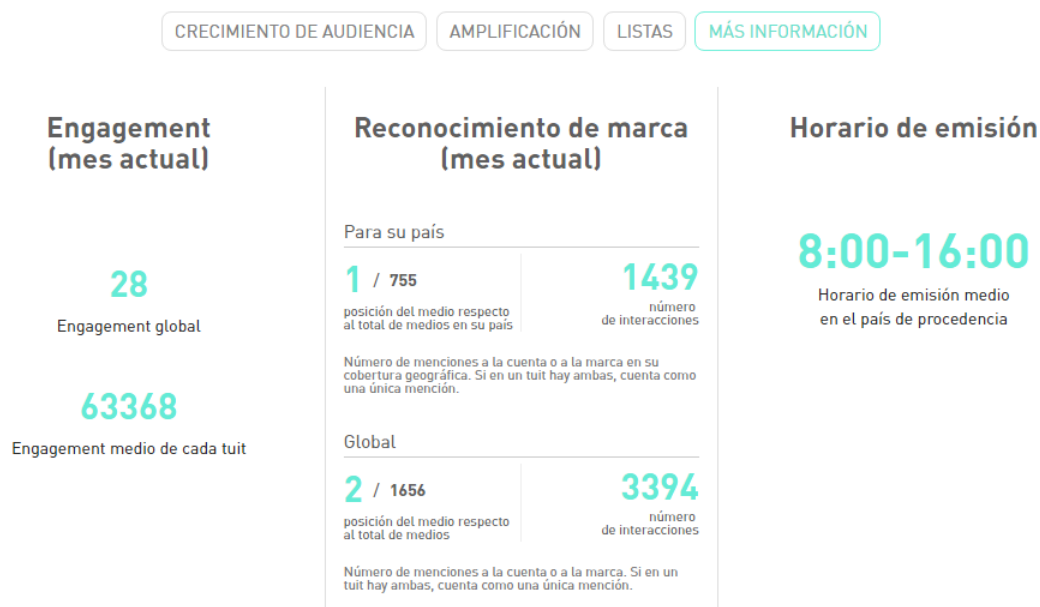 CRECIMIENTO DE AUDIENCIA
AMPLIFICACIÓN
LISTAS
MÁS INFORMACIÓN
Engagement
(mes actual)
28
Engagement global
63368
Engagement medio de cada tuit
Reconocimiento de marca
(mes actual)
Para su país
1 / 755
posición del medio respecto
al total de medios en su país
1439
número
de interacciones
Número de menciones a la cuenta o a la marca en su
cobertura geográfica. Si en un tuit hay ambas, cuenta como
una única mención.
Global
2 / 1656
posición del medio respecto
al total de medios
3394
número
de interacciones
Número de menciones a la cuenta o a la marca. Si en un
tuit hay ambas, cuenta como una única mención.
Horario de emisión
8:00-16:00
Horario de emisión medio
en el país de procedencia